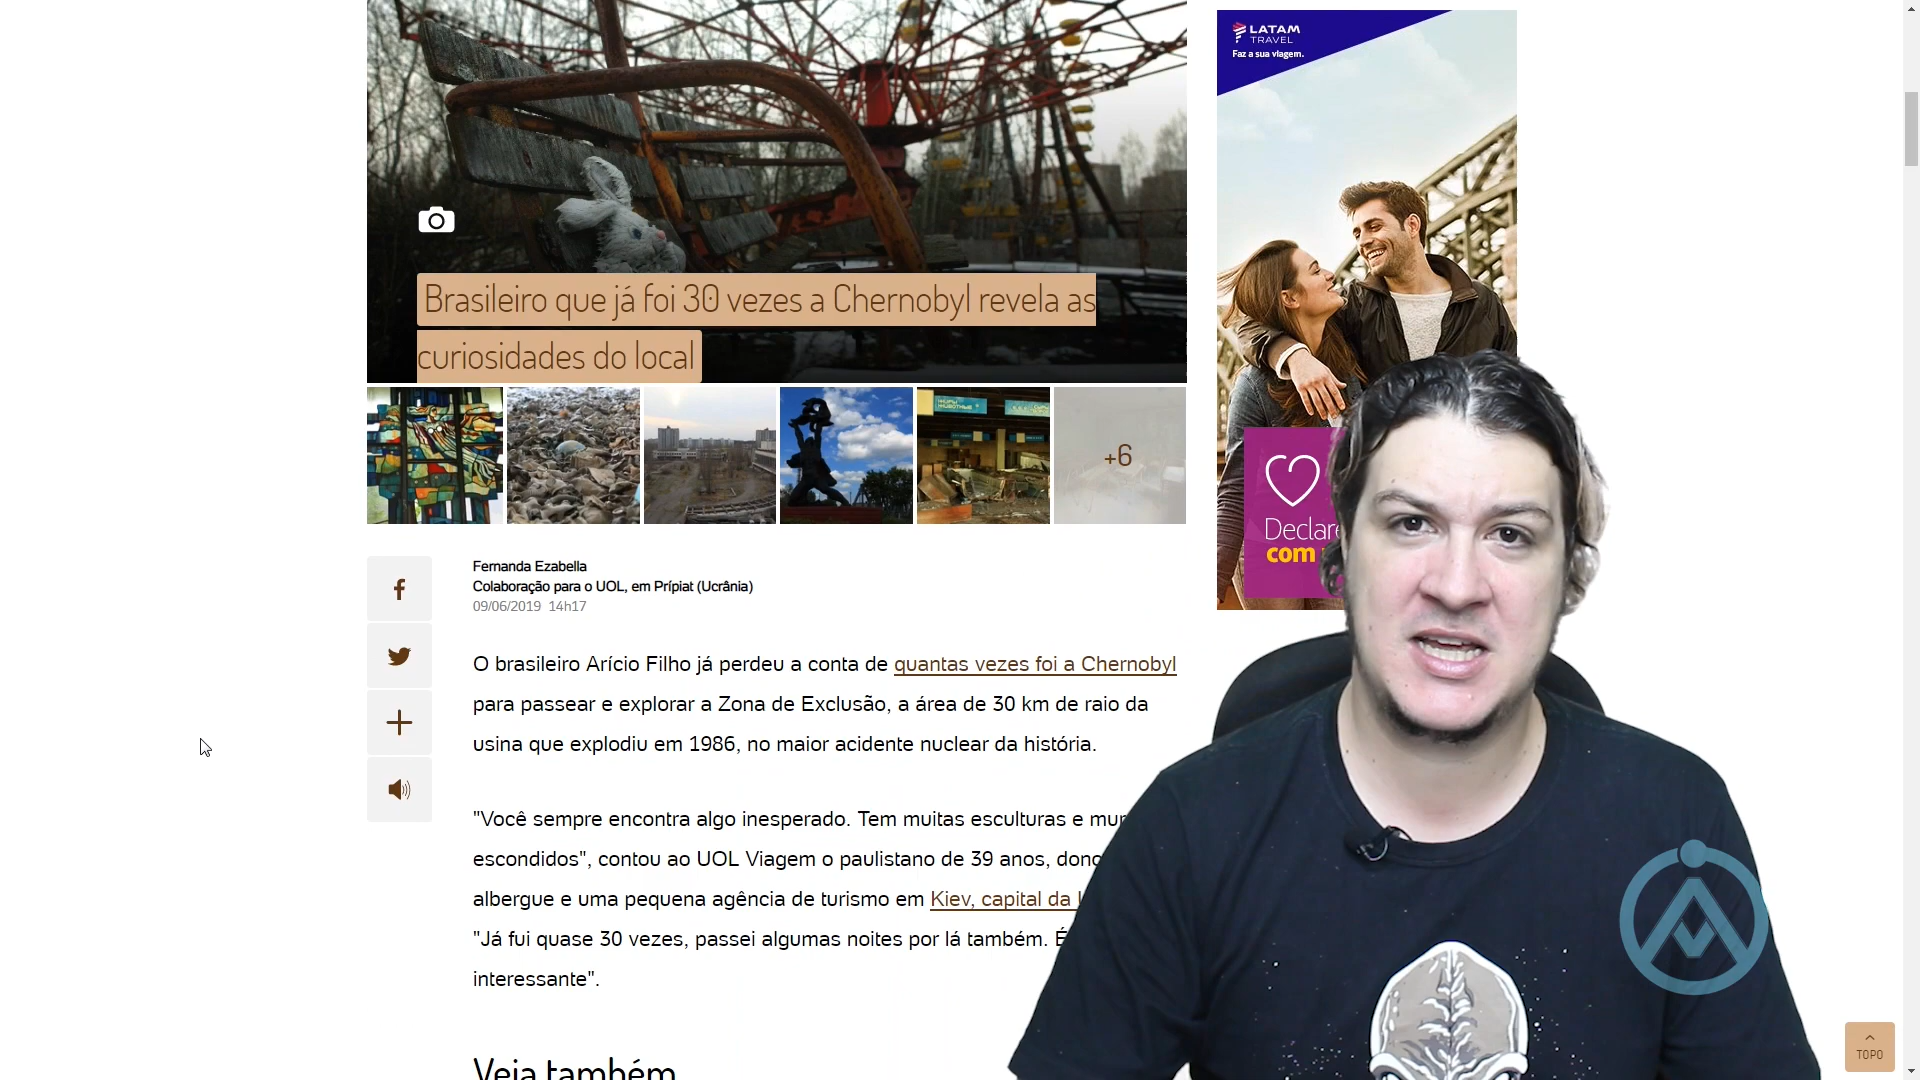 LATAM
TRAVEL
Faz a sua viagem.
Brasileiro que já foi 30 vezes a Chernobyl revela as
curiosidades do local
+6
Declare
com
Fernanda Ezabella
Colaboração para o UOL, em Prípiat (Ucrânia)
09/06/2019 14h17
O brasileiro Arício Filho já perdeu a conta de quantas vezes foi a Chernobyl
para passear e explorar a Zona de Exclusão, a área de 30 km de raio da
usina que explodiu em 1986, no maior acidente nuclear da história.
"Você sempre encontra algo inesperado. Tem muitas esculturas e mur
escondidos", contou ao UOL Viagem o paulistano de 39 anos, dono
albergue e uma pequena agência de turismo em Kiev, capital da
"Já fui quase 30 vezes, passei algumas noites por lá também. É
interessante".
Veja também
TOPO